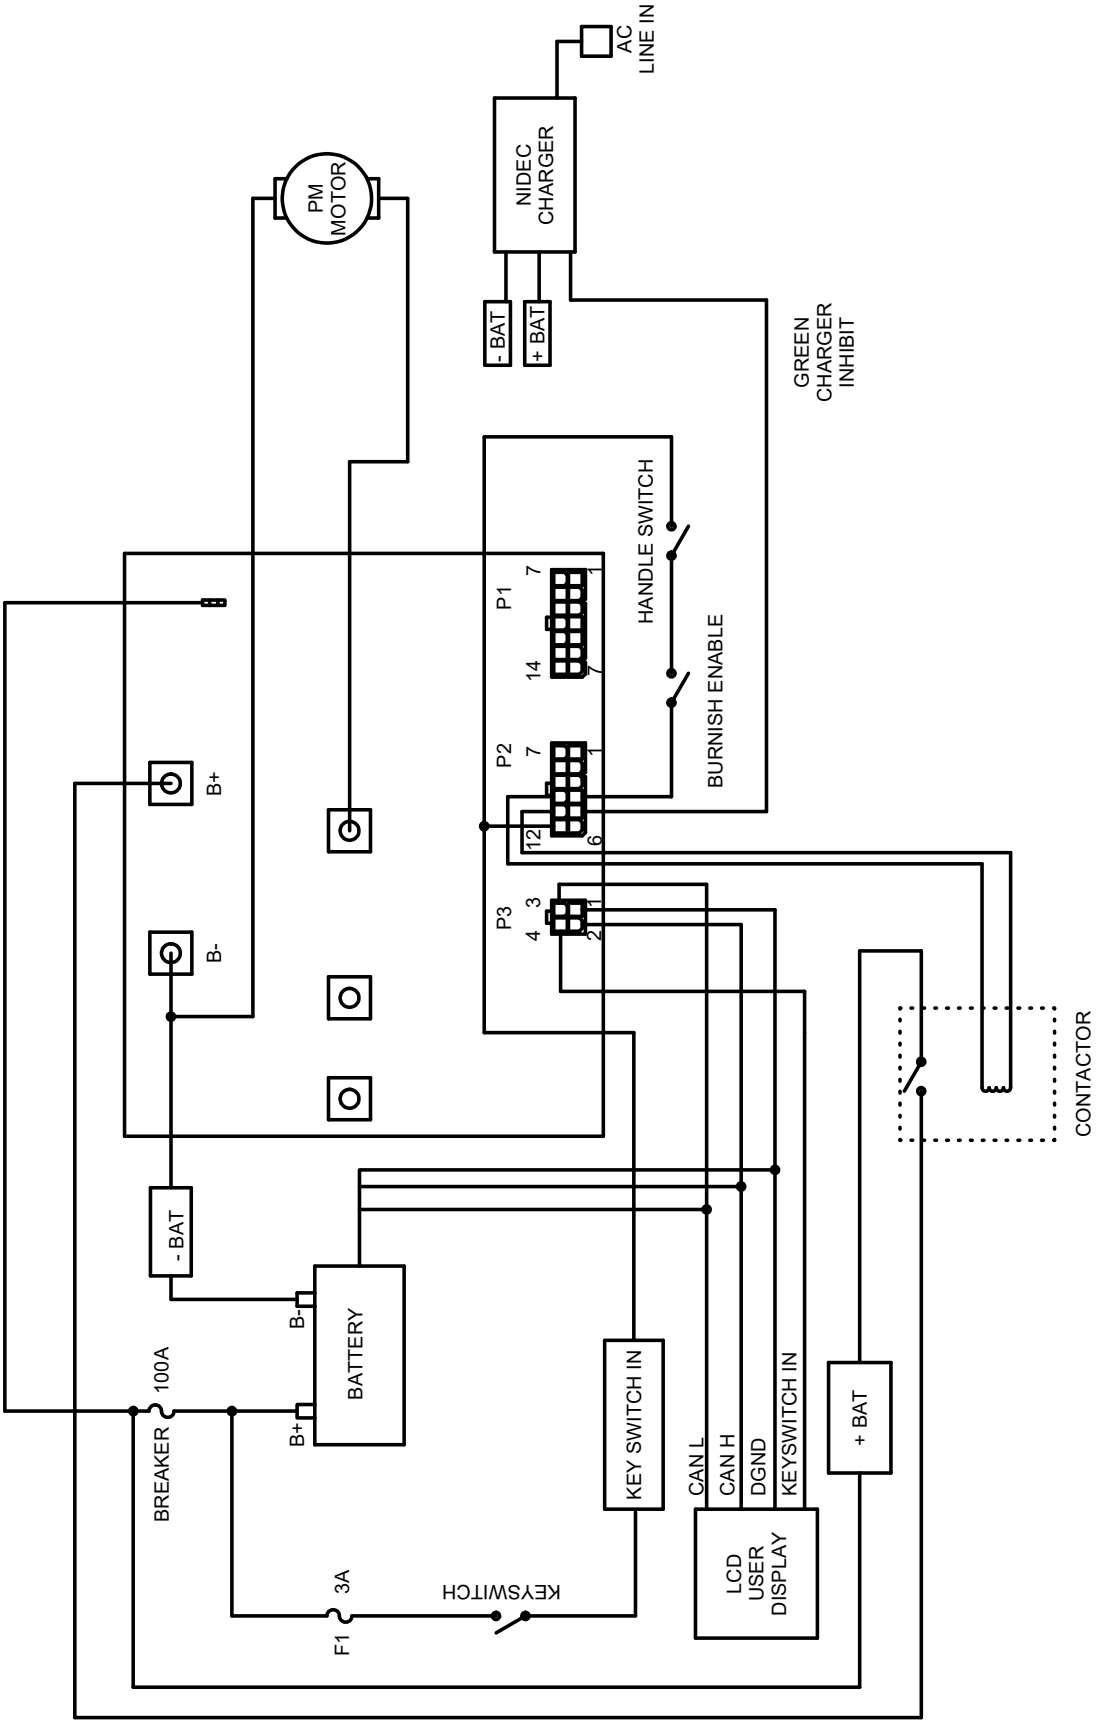 BREAKER 100A
F1 3A
KEYSWITCH
B+
B-
BATTERY
- BAT
KEY SWITCH IN
LCD
USER
DISPLAY
CAN L
CAN H
DGND
KEYSWITCH IN
+ BAT
CONTACTOR
B-
B+
P3
4
3
2
1
P2
12
7
6
1
P1
14
7
7
1
BURNISH ENABLE
HANDLE SWITCH
PM
MOTOR
- BAT
+ BAT
NIDEC
CHARGER
AC
LINE IN
GREEN
CHARGER
INHIBIT